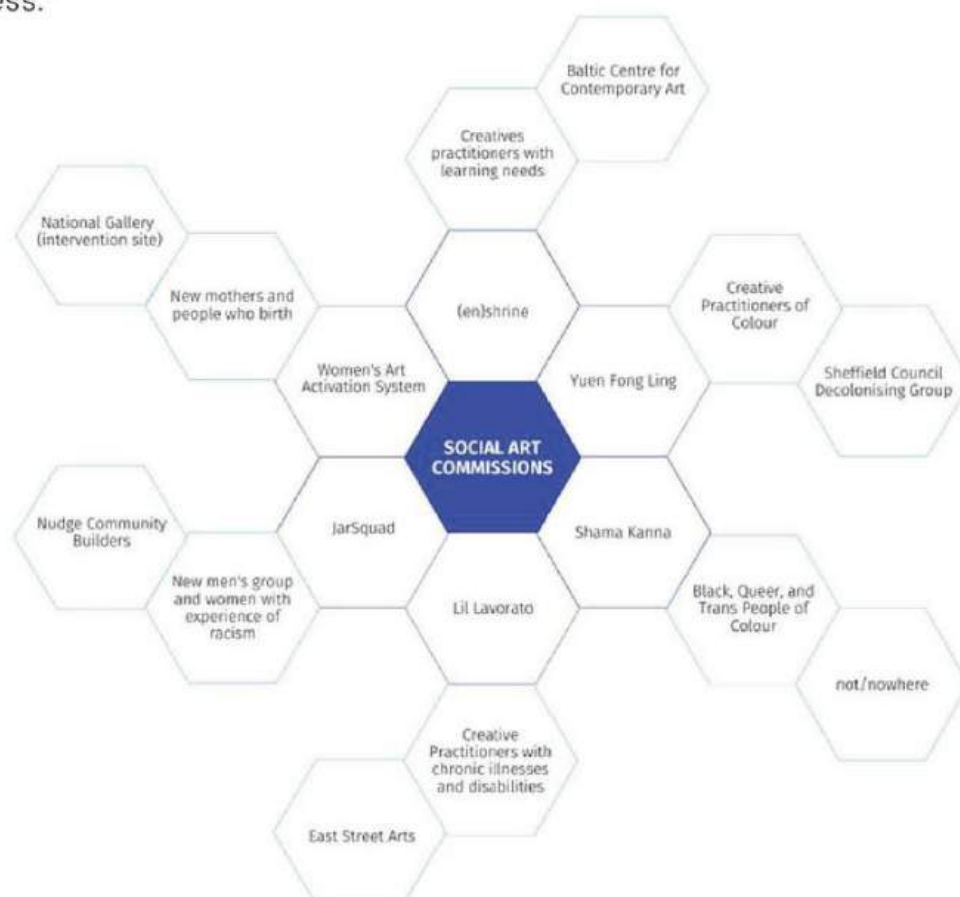 ess.
Baltic Centre for
Contemporary Art
Creatives
practitioners with
learning needs
National Gallery
(intervention site)
New mothers and
people who birth
(en)shrine
Creative
Practitioners of
Colour
Women's Art
Activation System
Yuen Fong Ling
Sheffield Council
Decolonising Group
SOCIAL ART
COMMISSIONS
Nudge Community
Builders
JarSquad
Shama Kanna
New men's group
and women with
experience of
racism
Lil Lavorato
Black, Queer, and
Trans People of
Colour
not/nowhere
Creative
Practitioners with
chronic illnesses
and disabilities
East Street Arts